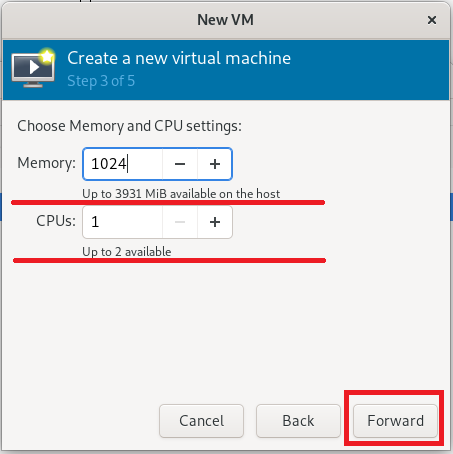 New VM
Create a new virtual machine
Step 3 of 5
Choose Memory and CPU settings:
Memory: 1024
Up to 3931 MiB available on the host
CPUs: 1
Up to 2 available
Cancel Back Forward